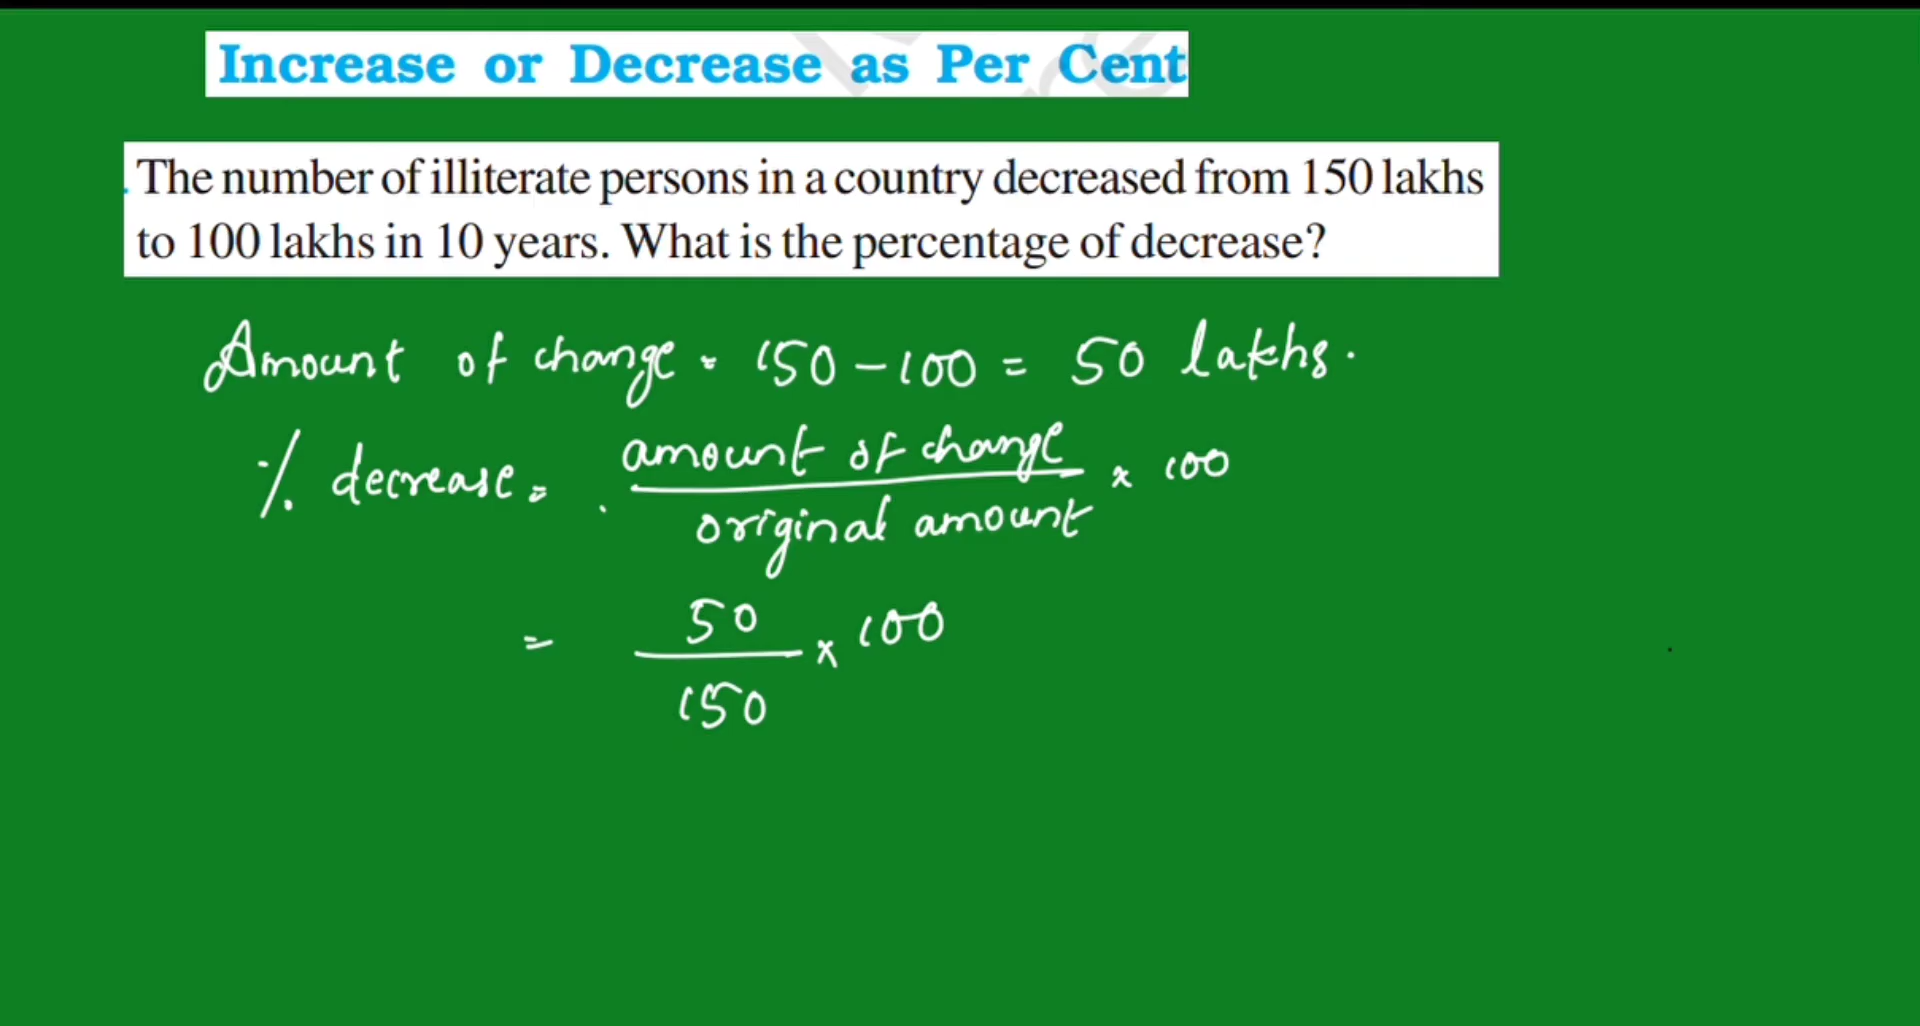 Increase or Decrease as Per Cent
The number of illiterate persons in a country decreased from 150 lakhs
to 100 lakhs in 10 years. What is the percentage of decrease?
Amount of change = 150 - 100 = 50 lakhs.
% decrease = amount of change / original amount × 100
= 50 / 150 × 100